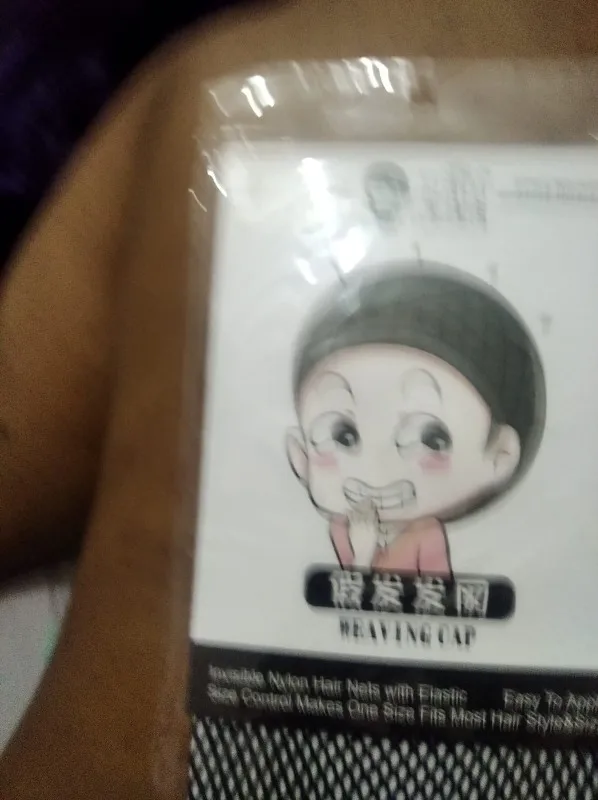 假发发网
WEAVING CAP
Invisible Nylon Hair Nets with Elastic Easy To
Size Control Makes One Size Fits Most Hair Style&